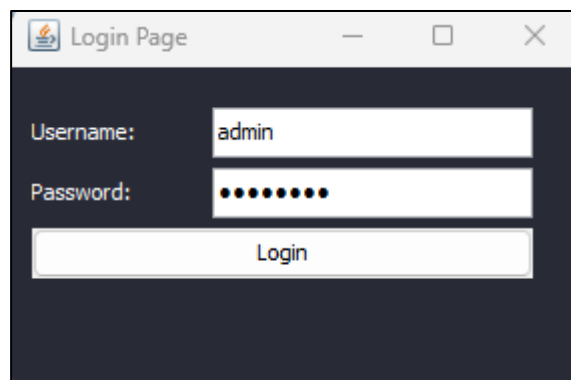 Login Page
Username: admin
Password: ●●●●●●●●
Login